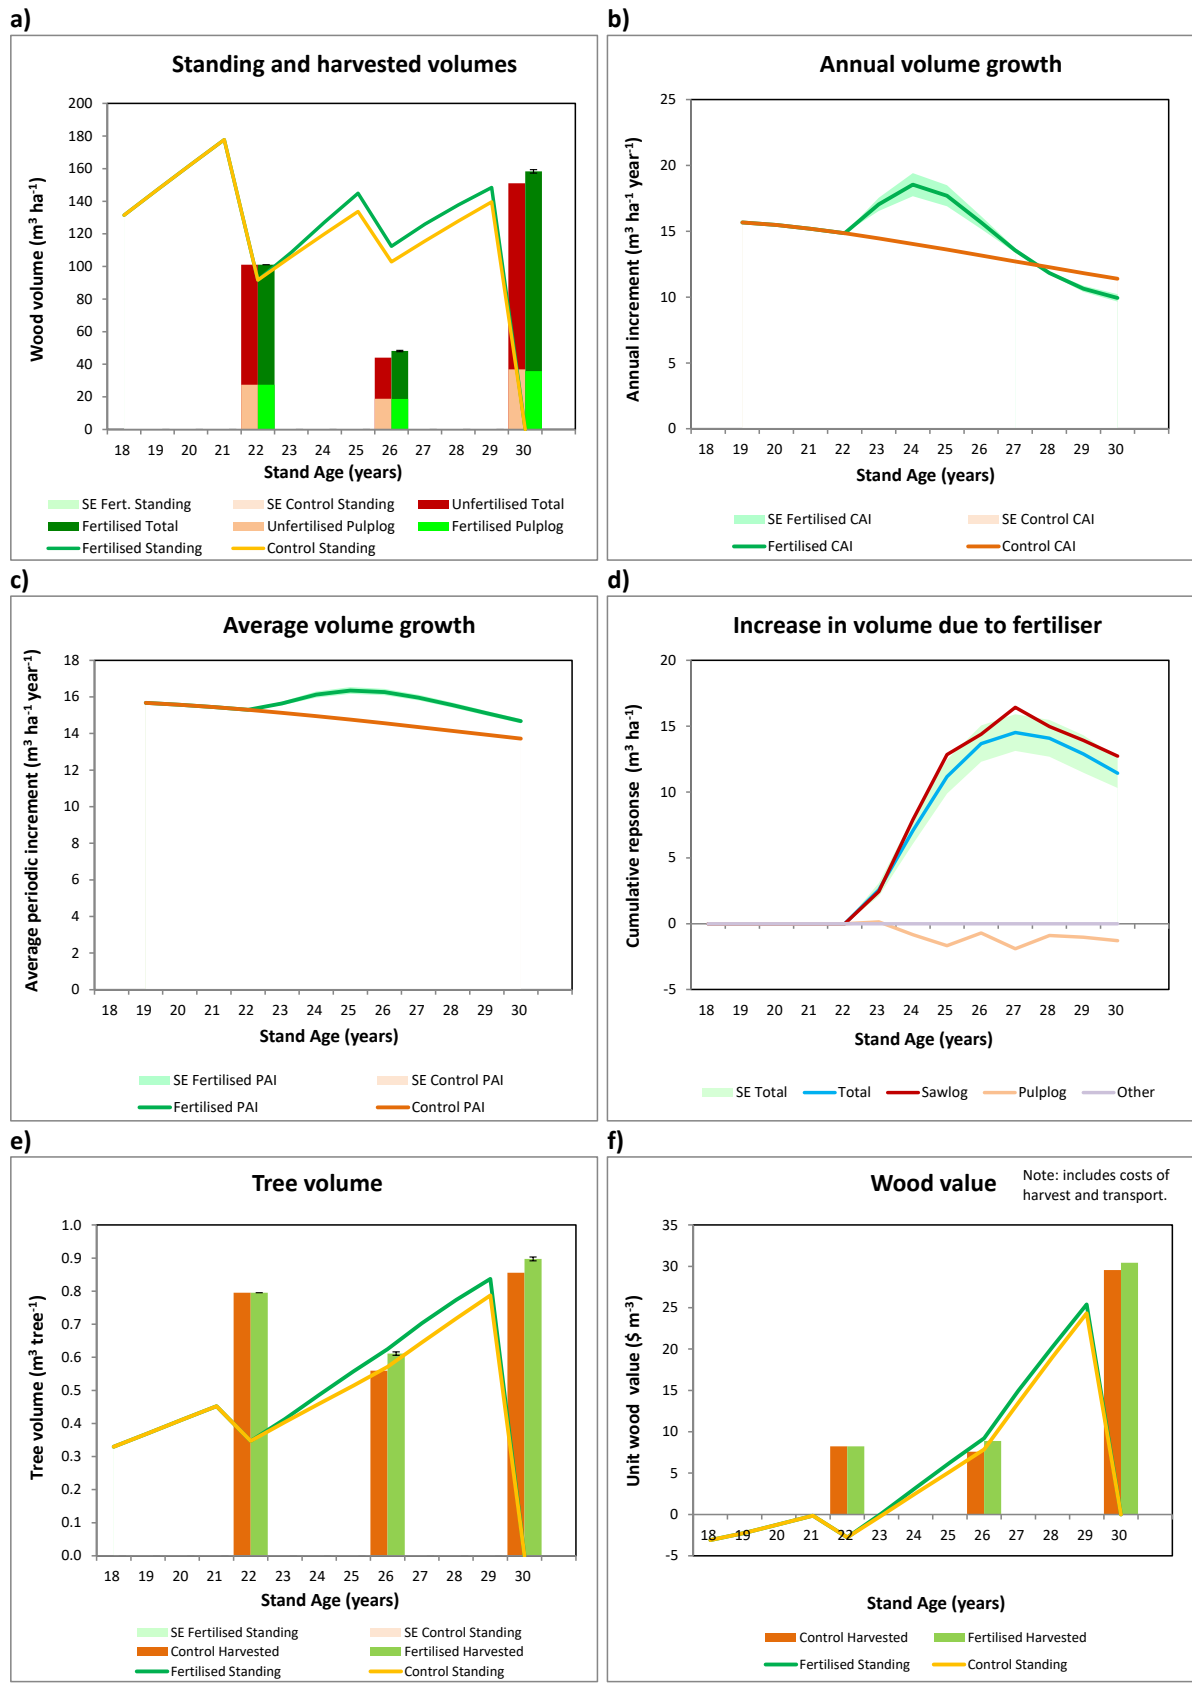 a)
Standing and harvested volumes
Wood volume (m³ ha⁻¹)
200
180
160
140
120
100
80
60
40
20
0
18 19 20 21 22 23 24 25 26 27 28 29 30
Stand Age (years)
SE Fert. Standing SE Control Standing Unfertilised Total
Fertilised Total Unfertilised Pulplog Fertilised Pulplog
Fertilised Standing Control Standing
b)
Annual volume growth
Annual increment (m³ ha⁻¹ year⁻¹)
25
20
15
10
5
0
18 19 20 21 22 23 24 25 26 27 28 29 30
Stand Age (years)
SE Fertilised CAI SE Control CAI
Fertilised CAI Control CAI
c)
Average volume growth
Average periodic increment (m³ ha⁻¹ year⁻¹)
18
16
14
12
10
8
6
4
2
0
18 19 20 21 22 23 24 25 26 27 28 29 30
Stand Age (years)
SE Fertilised PAI SE Control PAI
Fertilised PAI Control PAI
d)
Increase in volume due to fertiliser
Cumulative repsonse (m³ ha⁻¹)
20
15
10
5
0
-5
18 19 20 21 22 23 24 25 26 27 28 29 30
Stand Age (years)
SE Total Total Sawlog Pulplog Other
e)
Tree volume
Tree volume (m³ tree⁻¹)
1.0
0.9
0.8
0.7
0.6
0.5
0.4
0.3
0.2
0.1
0.0
18 19 20 21 22 23 24 25 26 27 28 29 30
Stand Age (years)
SE Fertilised Standing SE Control Standing
Control Harvested Fertilised Harvested
Fertilised Standing Control Standing
f)
Wood value
Note: includes costs of
harvest and transport.
Unit wood value ($ m⁻³)
35
30
25
20
15
10
5
0
-5
18 19 20 21 22 23 24 25 26 27 28 29 30
Stand Age (years)
Control Harvested Fertilised Harvested
Fertilised Standing Control Standing